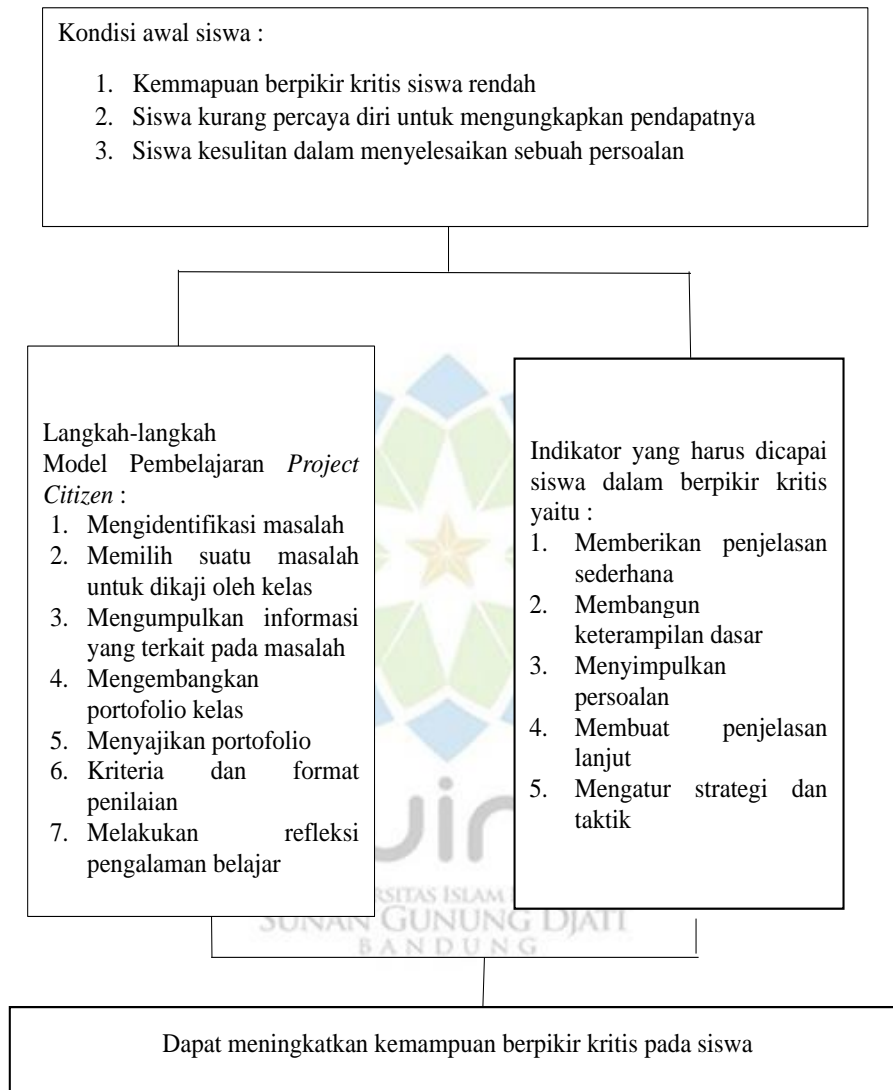 Kondisi awal siswa :
1. Kemmapuan berpikir kritis siswa rendah
2. Siswa kurang percaya diri untuk mengungkapkan pendapatnya
3. Siswa kesulitan dalam menyelesaikan sebuah persoalan
Langkah-langkah
Model Pembelajaran Project
Citizen :
1. Mengidentifikasi masalah
2. Memilih suatu masalah
untuk dikaji oleh kelas
3. Mengumpulkan informasi
yang terkait pada masalah
4. Mengembangkan
portofolio kelas
5. Menyajikan portofolio
6. Kriteria dan format
penilaian
7. Melakukan refleksi
pengalaman belajar
Indikator yang harus dicapai
siswa dalam berpikir kritis
yaitu :
1. Memberikan penjelasan
sederhana
2. Membangun
keterampilan dasar
3. Menyimpulkan
persoalan
4. Membuat penjelasan
lanjut
5. Mengatur strategi dan
taktik
ISLAM
SUNAN GUNUNG DJATI
BANDUNG
Dapat meningkatkan kemampuan berpikir kritis pada siswa